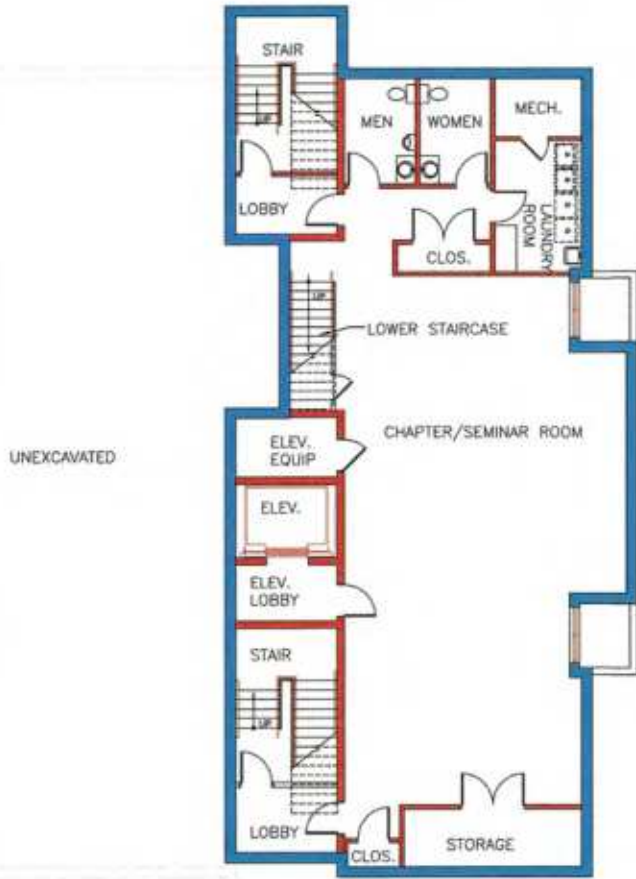 STAIR
UP
MEN
WOMEN
MECH.
LOBBY
LAUNDRY
ROOM
CLOS.
UP
LOWER STAIRCASE
UNEXCAVATED
ELEV.
EQUIP
CHAPTER/SEMINAR ROOM
ELEV.
ELEV.
LOBBY
STAIR
UP
LOBBY
CLOS.
STORAGE